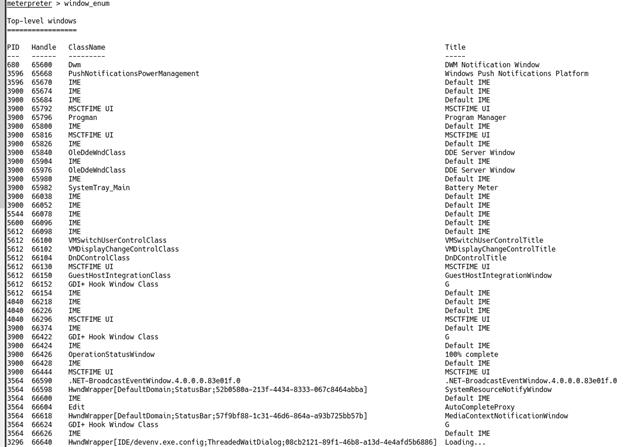 meterpreter > window_enum
Top-level windows
=================
PID Handle ClassName Title
--- ------ --------- -----
680 65600 Dwm DWM Notification Window
3596 65668 PushNotificationsPowerManagement Windows Push Notifications Platform
3596 65670 IME Default IME
3900 65674 IME Default IME
3900 65684 IME Default IME
3900 65792 MSCTFIME UI MSCTFIME UI
3900 65796 Progman Program Manager
3900 65800 IME Default IME
3900 65816 MSCTFIME UI MSCTFIME UI
3900 65826 IME Default IME
3900 65840 OleDdeWndClass DDE Server Window
3900 65904 IME Default IME
3900 65976 OleDdeWndClass DDE Server Window
3900 65980 IME Default IME
3900 65982 SystemTray_Main Battery Meter
3900 66038 IME Default IME
3900 66052 IME Default IME
5544 66078 IME Default IME
5600 66096 IME Default IME
5612 66098 IME Default IME
5612 66100 VMSwitchUserControlClass VMSwitchUserControlTitle
5612 66102 VMDisplayChangeControlClass VMDisplayChangeControlTitle
5612 66104 DnDControlClass DnDControlTitle
5612 66130 MSCTFIME UI MSCTFIME UI
5612 66150 GuestHostIntegrationClass GuestHostIntegrationWindow
5612 66152 GDI+ Hook Window Class G
5612 66154 IME Default IME
4040 66218 IME Default IME
4040 66226 IME Default IME
4040 66296 MSCTFIME UI MSCTFIME UI
3900 66374 IME Default IME
3900 66422 GDI+ Hook Window Class G
3900 66424 IME Default IME
3900 66426 OperationStatusWindow 100% complete
3900 66428 IME Default IME
3900 66444 MSCTFIME UI MSCTFIME UI
3564 66590 .NET-BroadcastEventWindow.4.0.0.0.83e01f.0 .NET-BroadcastEventWindow.4.0.0.0.83e01f.0
3564 66598 HwndWrapper[DefaultDomain;StatusBar;52b0580a-213f-4434-8333-067c8464abba] SystemResourceNotifyWindow
3564 66600 IME Default IME
3564 66604 Edit AutoCompleteProxy
3564 66618 HwndWrapper[DefaultDomain;StatusBar;57f9bf88-1c31-46d6-864a-a93b725bb57b] MediaContextNotificationWindow
3564 66624 GDI+ Hook Window Class G
3564 66626 IME Default IME
3296 66640 HwndWrapper[IDE/devenv.exe.config;ThreadedWaitDialog;08cb2121-89f1-46b8-a13d-4e4afd5b6886] Loading...